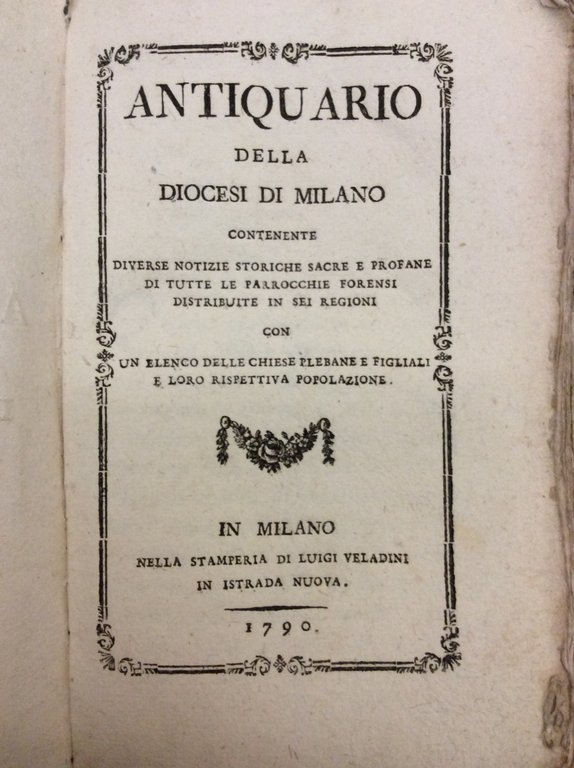 ANTIQUARIO
DELLA
DIOCESI DI MILANO
CONTENENTE
DIVERSE NOTIZIE STORICHE SACRE E PROFANE
DI TUTTE LE PARROCCHIE FORENSI
DISTRIBUITE IN SEI REGIONI
CON
UN ELENCO DELLE CHIESE PLEBANE E FIGLIALI
E LORO RISPETTIVA POPOLAZIONE.
IN MILANO
NELLA STAMPERIA DI LUIGI VELADINI
IN ISTRADA NUOVA.
1790.